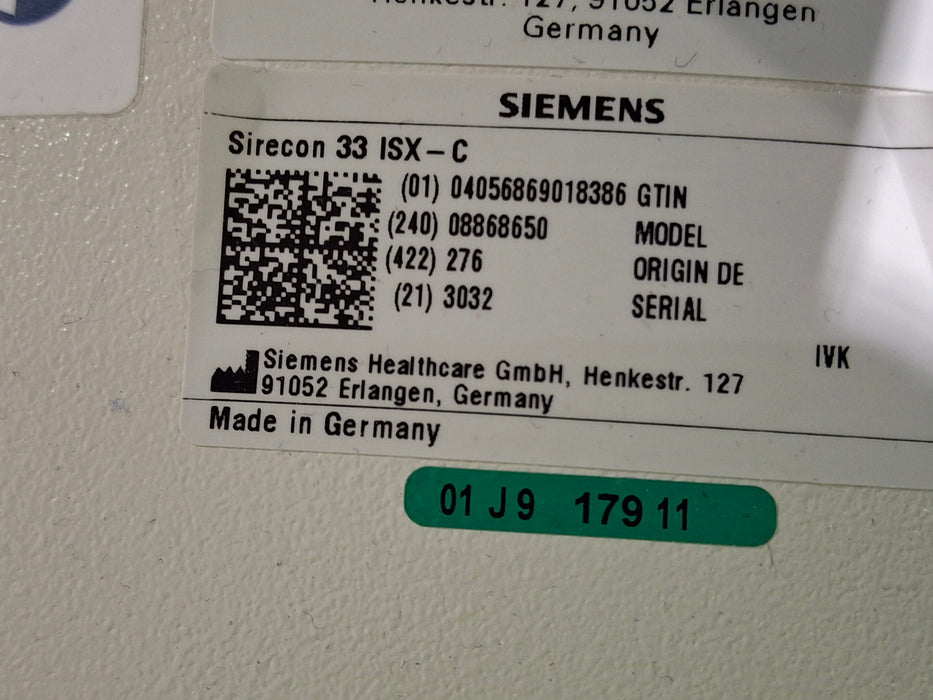 Henkestr. 127, 91052 Erlangen
Germany
SIEMENS
Sirecon 33 ISX–C
(01) 04056869018386 GTIN
(240) 08868650 MODEL
(422) 276 ORIGIN DE
(21) 3032 SERIAL
IVK
Siemens Healthcare GmbH, Henkestr. 127
91052 Erlangen, Germany
Made in Germany
01 J 9 179 11